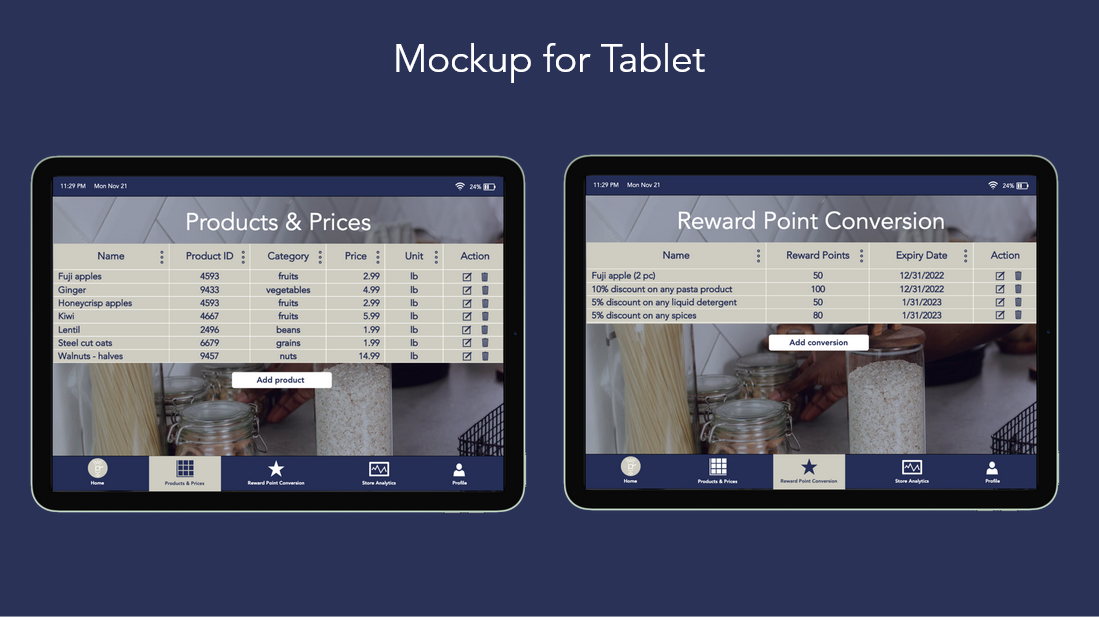 Mockup for Tablet
11:29 PM Mon Nov 21 24%
Products & Prices
Name Product ID Category Price Unit Action
Fuji apples 4593 fruits 2.99 lb
Ginger 9433 vegetables 4.99 lb
Honeycrisp apples 4593 fruits 2.99 lb
Kiwi 4667 fruits 5.99 lb
Lentil 2496 beans 1.99 lb
Steel cut oats 6679 grains 1.99 lb
Walnuts - halves 9457 nuts 14.99 lb
Add product
Home Products & Prices Reward Point Conversion Store Analytics Profile
11:29 PM Mon Nov 21 24%
Reward Point Conversion
Name Reward Points Expiry Date Action
Fuji apple (2 pc) 50 12/31/2022
10% discount on any pasta product 100 12/31/2022
5% discount on any liquid detergent 50 1/31/2023
5% discount on any spices 80 1/31/2023
Add conversion
Home Products & Prices Reward Point Conversion Store Analytics Profile